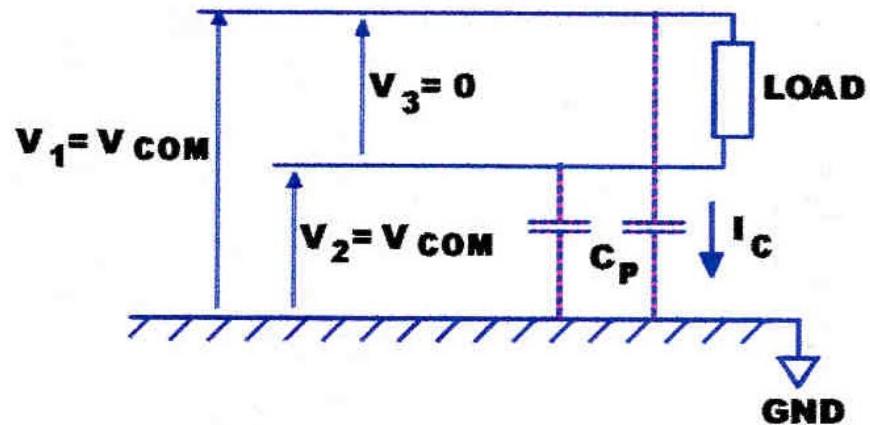 V3= 0
LOAD
V1= VCOM
V2= VCOM
CP
IC
GND